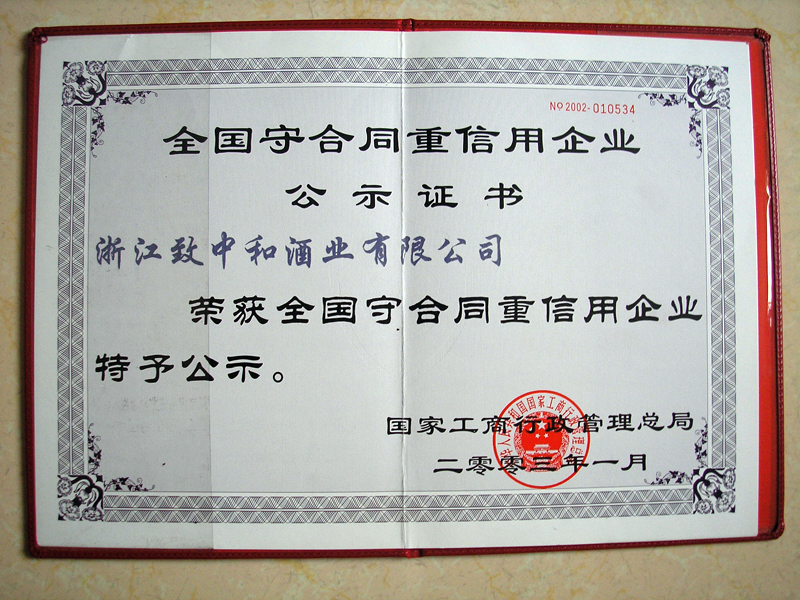 №2002-010534
全国守合同重信用企业
公示证书
浙江致中和酒业有限公司
荣获全国守合同重信用企业
特予公示。
国家工商行政管理总局
二零零三年一月